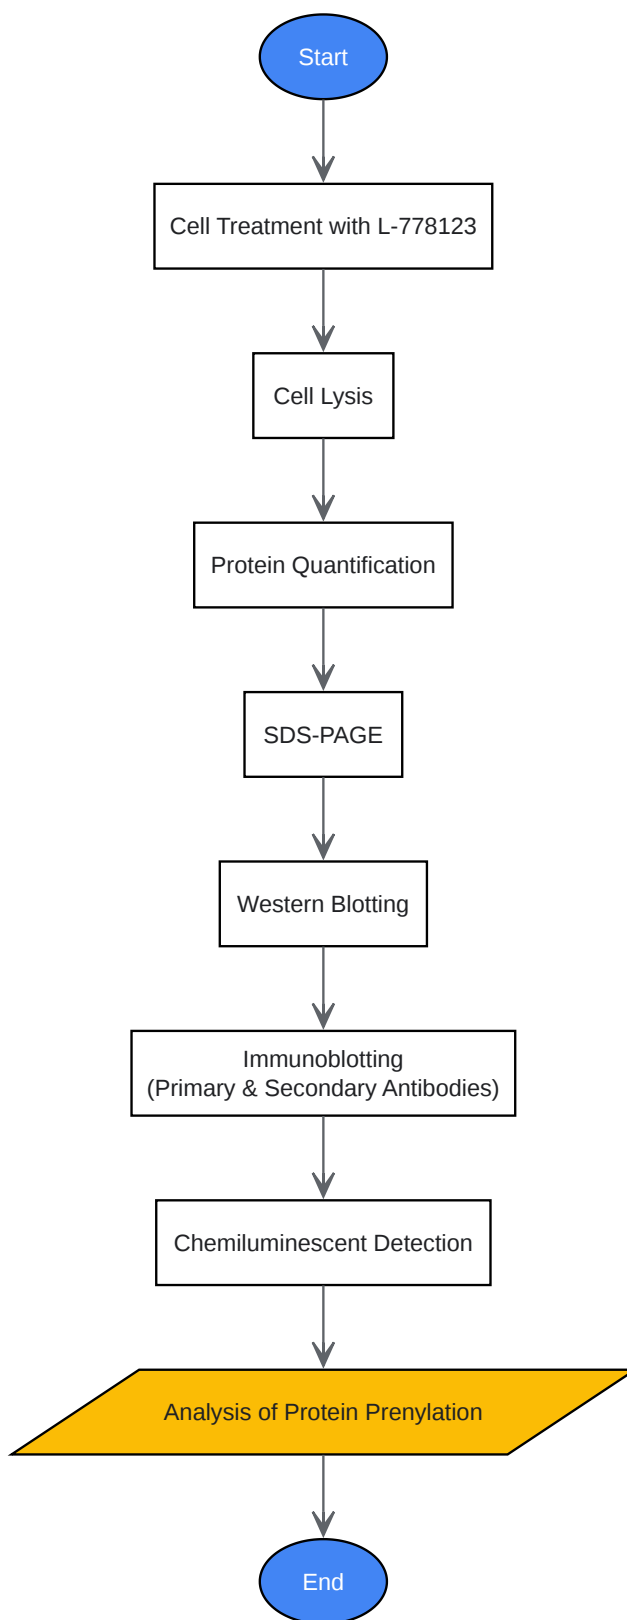 Start
Cell Treatment with L-778123
Cell Lysis
Protein Quantification
SDS-PAGE
Western Blotting
Immunoblotting
(Primary & Secondary Antibodies)
Chemiluminescent Detection
Analysis of Protein Prenylation
End